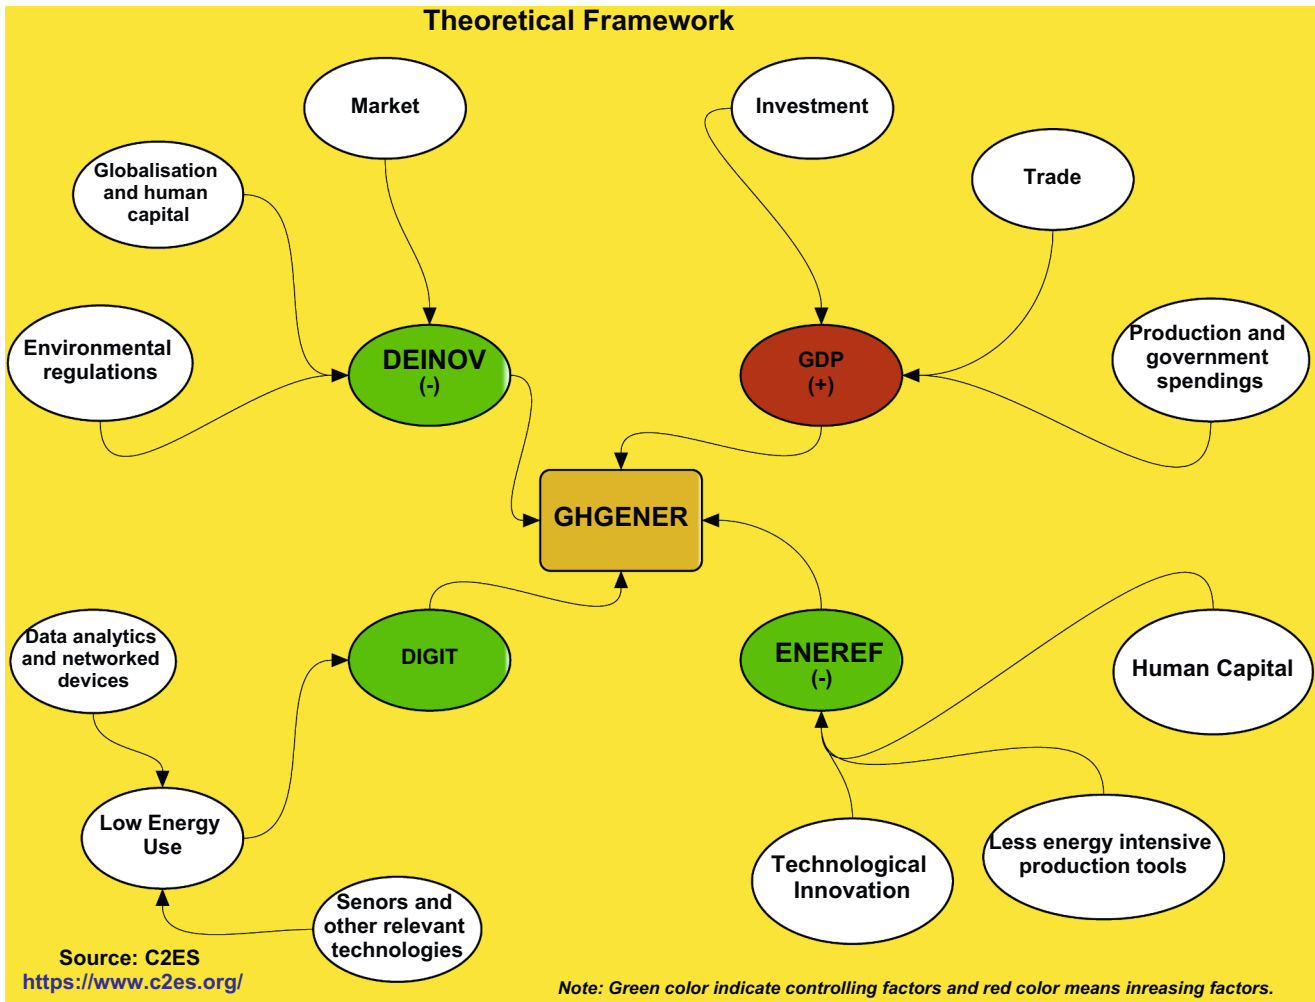 Theoretical Framework
Market
Investment
Globalisation
and human
capital
Trade
Environmental
regulations
DEINOV
(-)
GDP
(+)
Production and
government
spendings
GHGENER
Data analytics
and networked
devices
DIGIT
ENEREF
(-)
Human Capital
Low Energy
Use
Technological
Innovation
Less energy intensive
production tools
Senors and
other relevant
technologies
Source: C2ES
https://www.c2es.org/
Note: Green color indicate controlling factors and red color means inreasing factors.